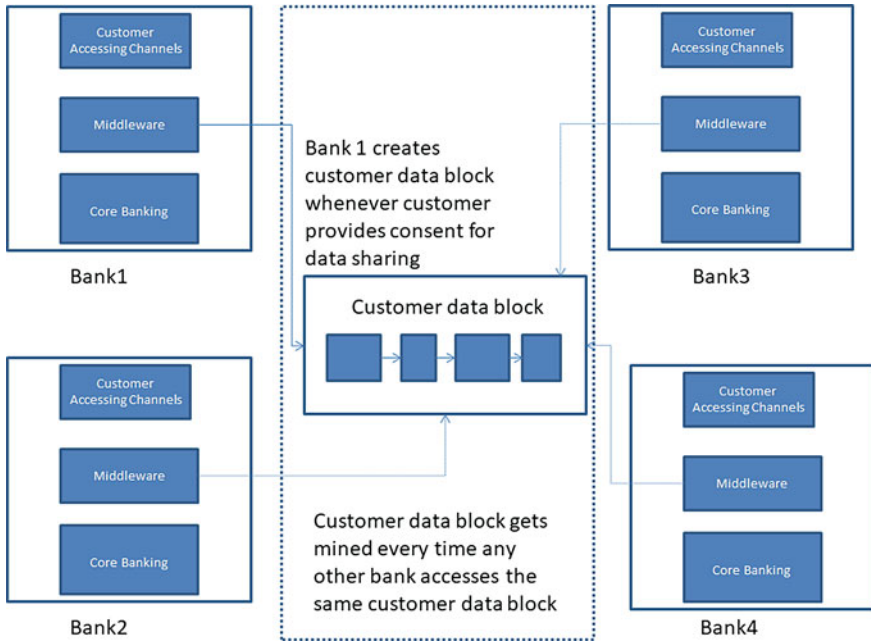 Customer
Accessing Channels
Middleware
Core Banking
Bank1
Customer
Accessing Channels
Middleware
Core Banking
Bank2
Bank 1 creates
customer data block
whenever customer
provides consent for
data sharing
Customer data block
Customer data block gets
mined every time any
other bank accesses the
same customer data block
Customer
Accessing Channels
Middleware
Core Banking
Bank3
Customer
Accessing Channels
Middleware
Core Banking
Bank4